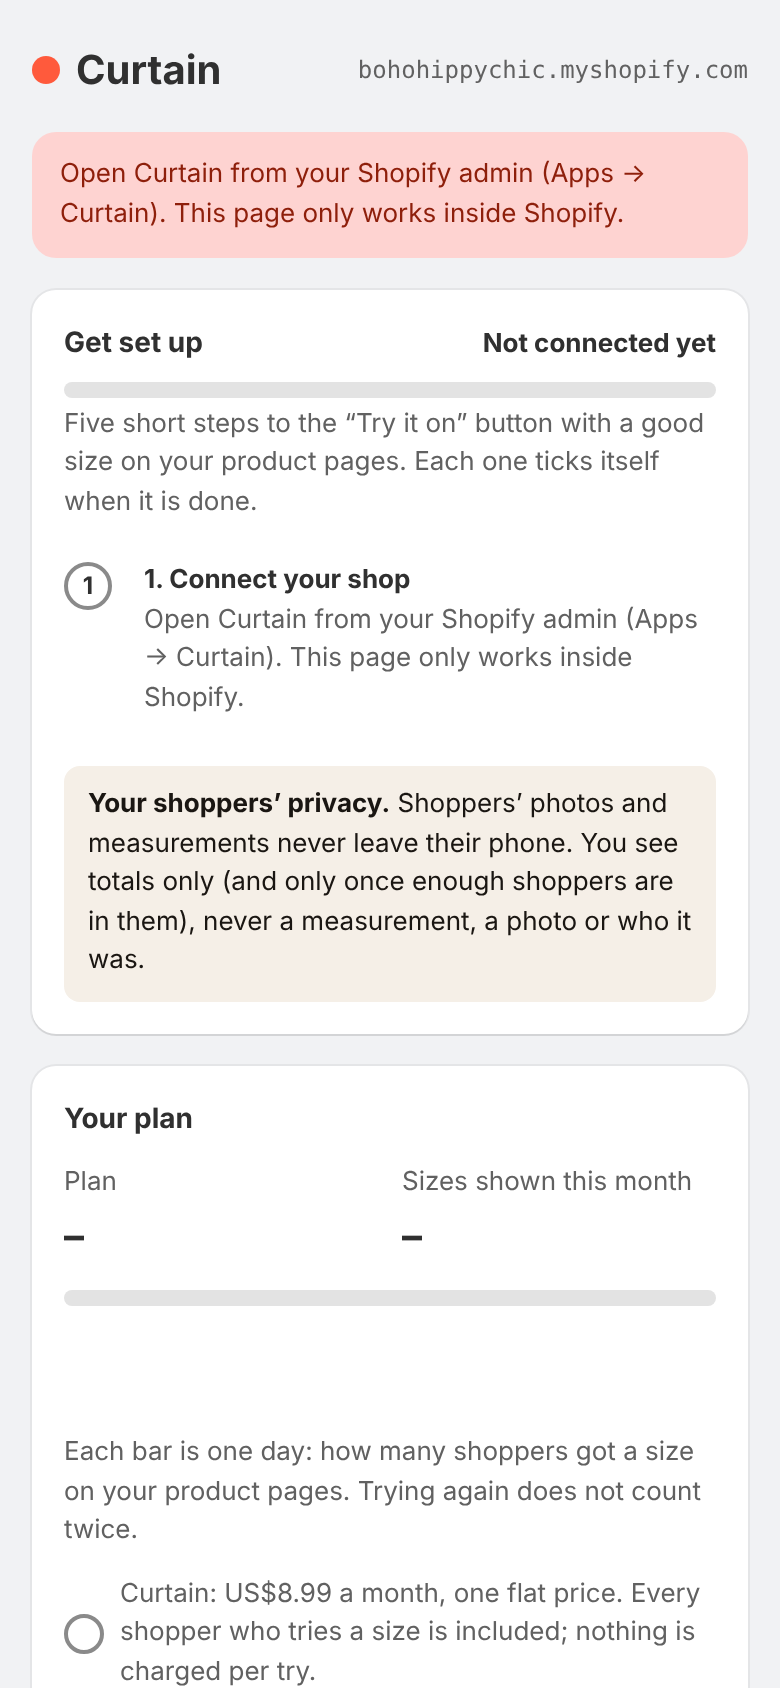 Curtain
bohohippychic.myshopify.com
Open Curtain from your Shopify admin (Apps →
Curtain). This page only works inside Shopify.
Get set up
Not connected yet
Five short steps to the “Try it on” button with a good
size on your product pages. Each one ticks itself
when it is done.
1
1. Connect your shop
Open Curtain from your Shopify admin (Apps
→ Curtain). This page only works inside
Shopify.
Your shoppers’ privacy. Shoppers’ photos and
measurements never leave their phone. You see
totals only (and only once enough shoppers are
in them), never a measurement, a photo or who it
was.
Your plan
Plan
Sizes shown this month
–
–
Each bar is one day: how many shoppers got a size
on your product pages. Trying again does not count
twice.
Curtain: US$8.99 a month, one flat price. Every
shopper who tries a size is included; nothing is
charged per try.